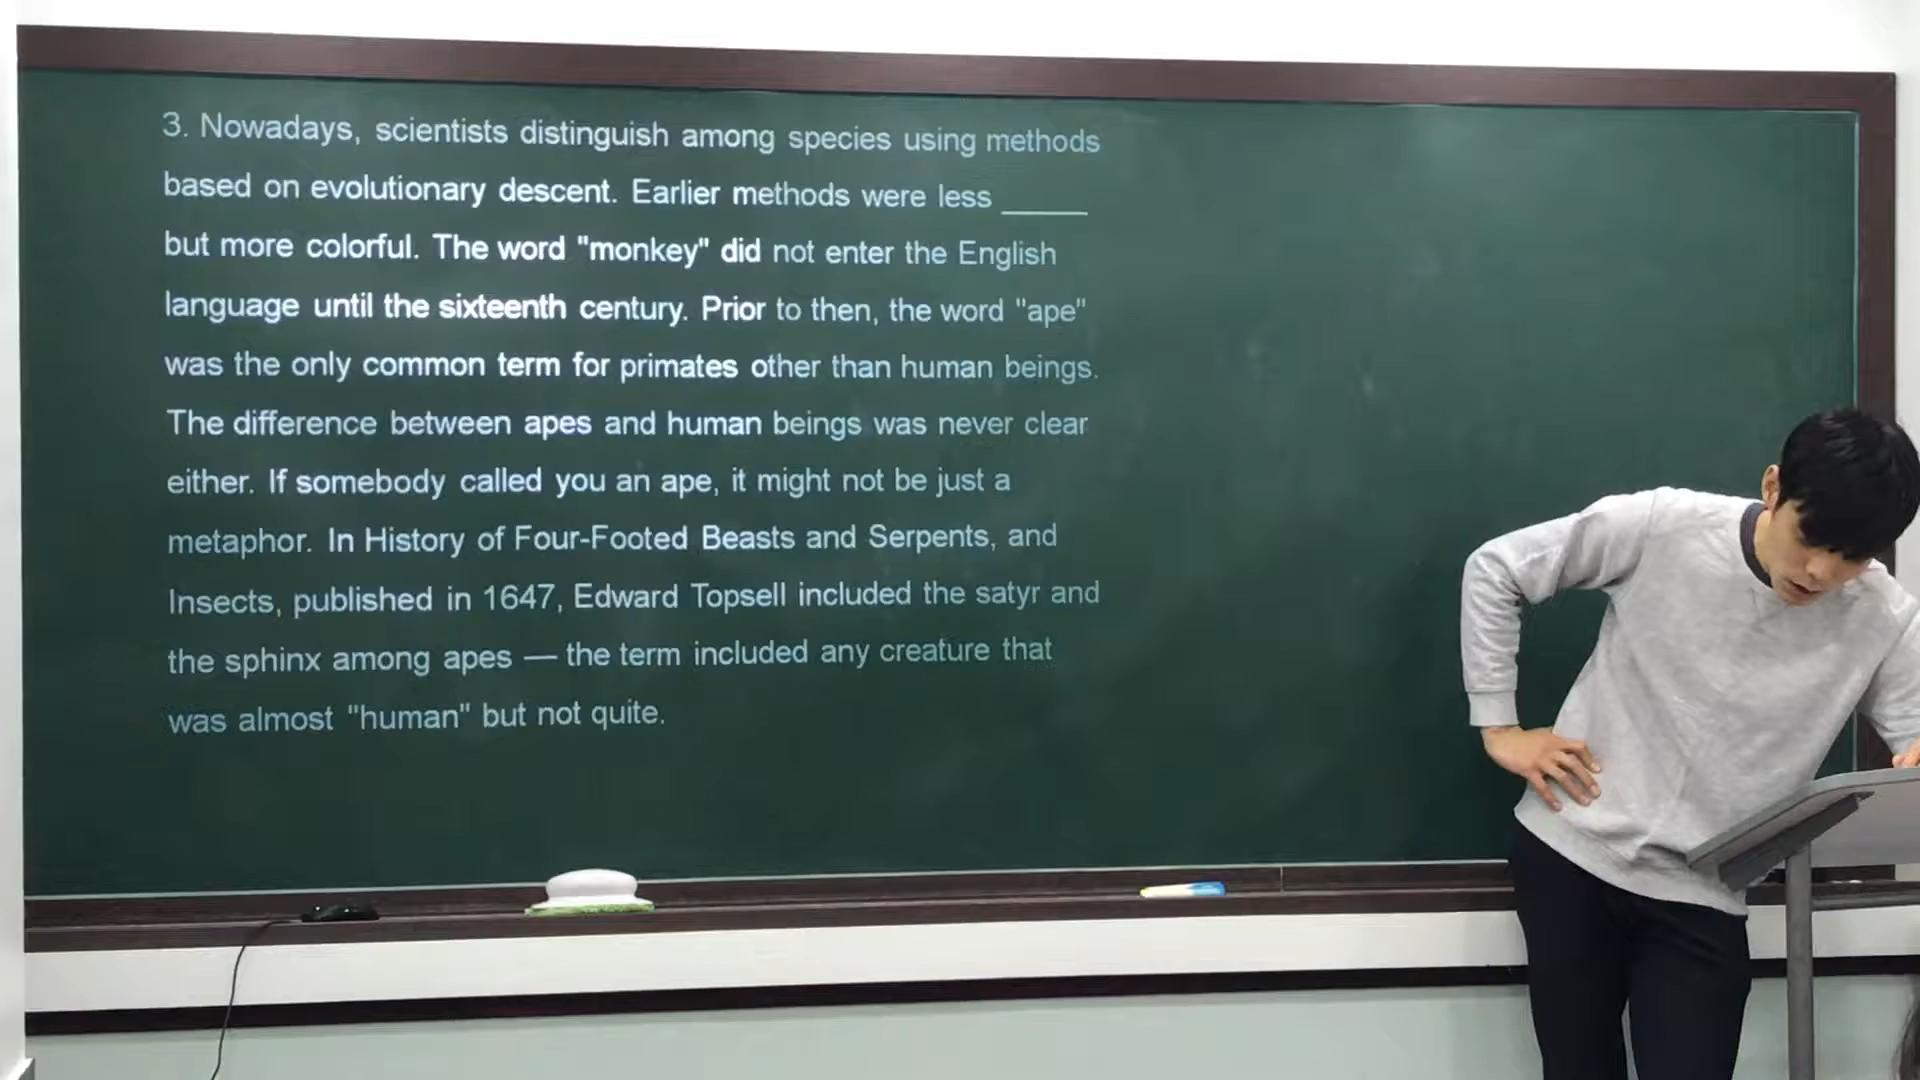 3. Nowadays, scientists distinguish among species using methods
based on evolutionary descent. Earlier methods were less ______
but more colorful. The word "monkey" did not enter the English
language until the sixteenth century. Prior to then, the word "ape"
was the only common term for primates other than human beings.
The difference between apes and human beings was never clear
either. If somebody called you an ape, it might not be just a
metaphor. In History of Four-Footed Beasts and Serpents, and
Insects, published in 1647, Edward Topsell included the satyr and
the sphinx among apes — the term included any creature that
was almost "human" but not quite.